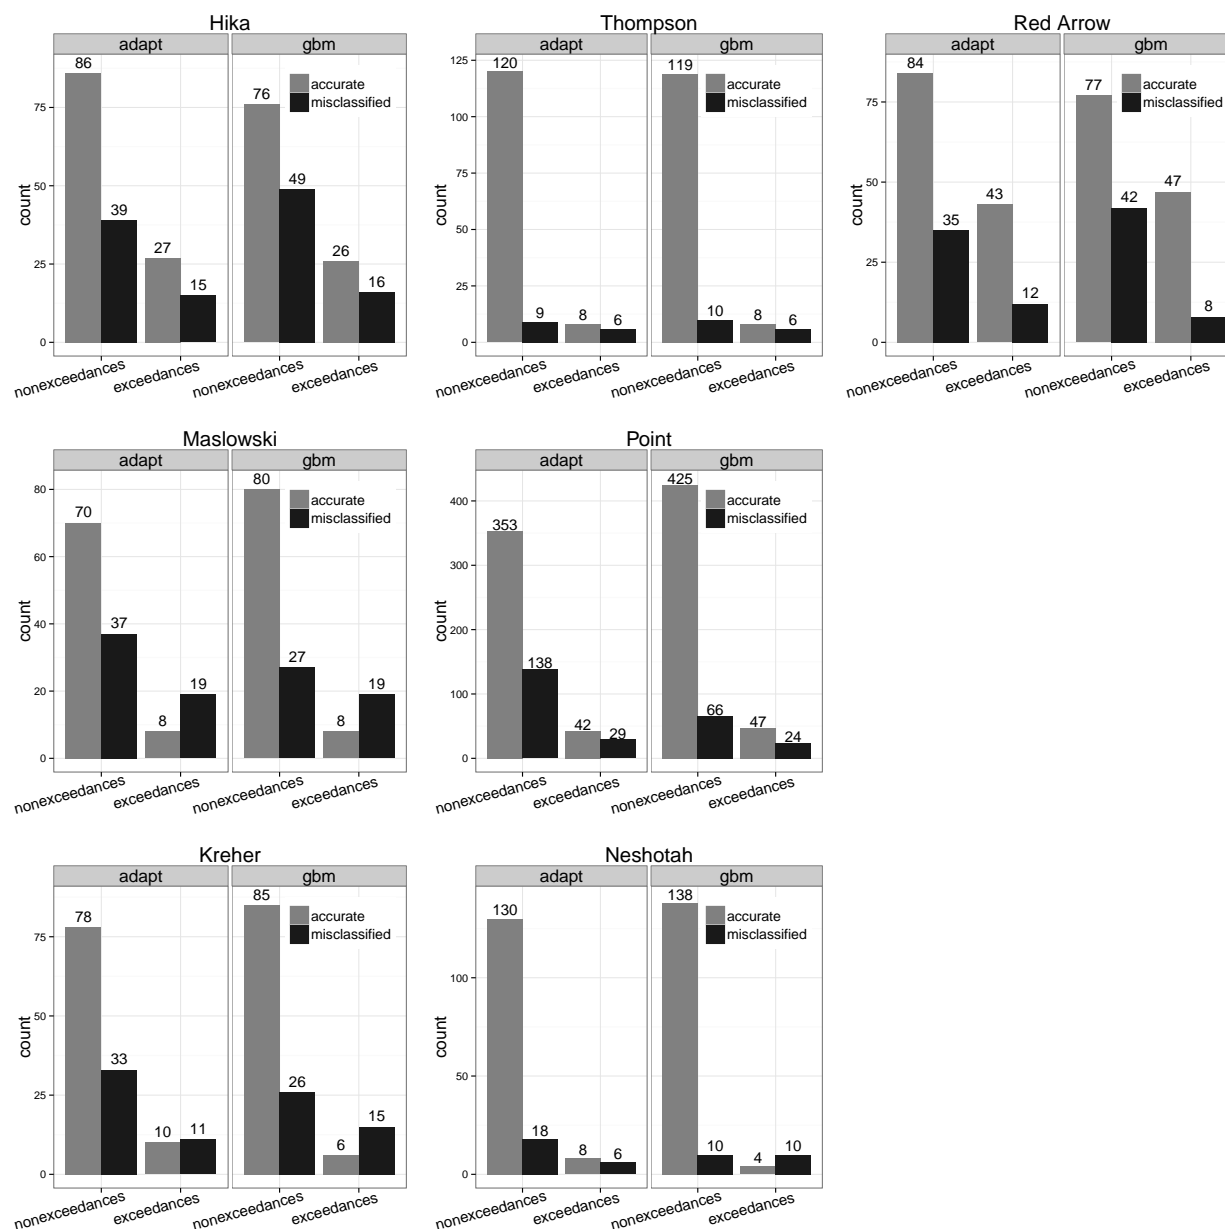 Hika
adapt
gbm
86
39
27
15
76
49
26
16
accurate
misclassified
75
50
25
0
count
nonexceedances
exceedances
nonexceedances
exceedances
Thompson
adapt
gbm
120
9
8
6
119
10
8
6
accurate
misclassified
125
100
75
50
25
0
count
nonexceedances
exceedances
nonexceedances
exceedances
Red Arrow
adapt
gbm
84
35
43
12
77
42
47
8
accurate
misclassified
75
50
25
0
count
nonexceedances
exceedances
nonexceedances
exceedances
Maslowski
adapt
gbm
70
37
8
19
80
27
8
19
accurate
misclassified
80
60
40
20
0
count
nonexceedances
exceedances
nonexceedances
exceedances
Point
adapt
gbm
353
138
42
29
425
66
47
24
accurate
misclassified
400
300
200
100
0
count
nonexceedances
exceedances
nonexceedances
exceedances
Kreher
adapt
gbm
78
33
10
11
85
26
6
15
accurate
misclassified
75
50
25
0
count
nonexceedances
exceedances
nonexceedances
exceedances
Neshotah
adapt
gbm
130
18
8
6
138
10
4
10
accurate
misclassified
100
50
0
count
nonexceedances
exceedances
nonexceedances
exceedances